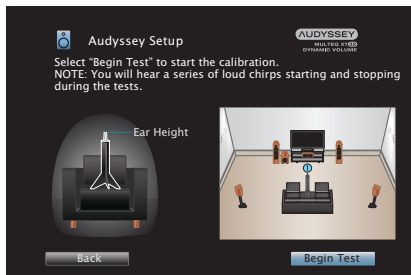 Audyssey Setup
AUDYSSEY
MULTEQ XT32
DYNAMIC VOLUME
Select “Begin Test” to start the calibration.
NOTE: You will hear a series of loud chirps starting and stopping
during the tests.
Ear Height
Back
Begin Test